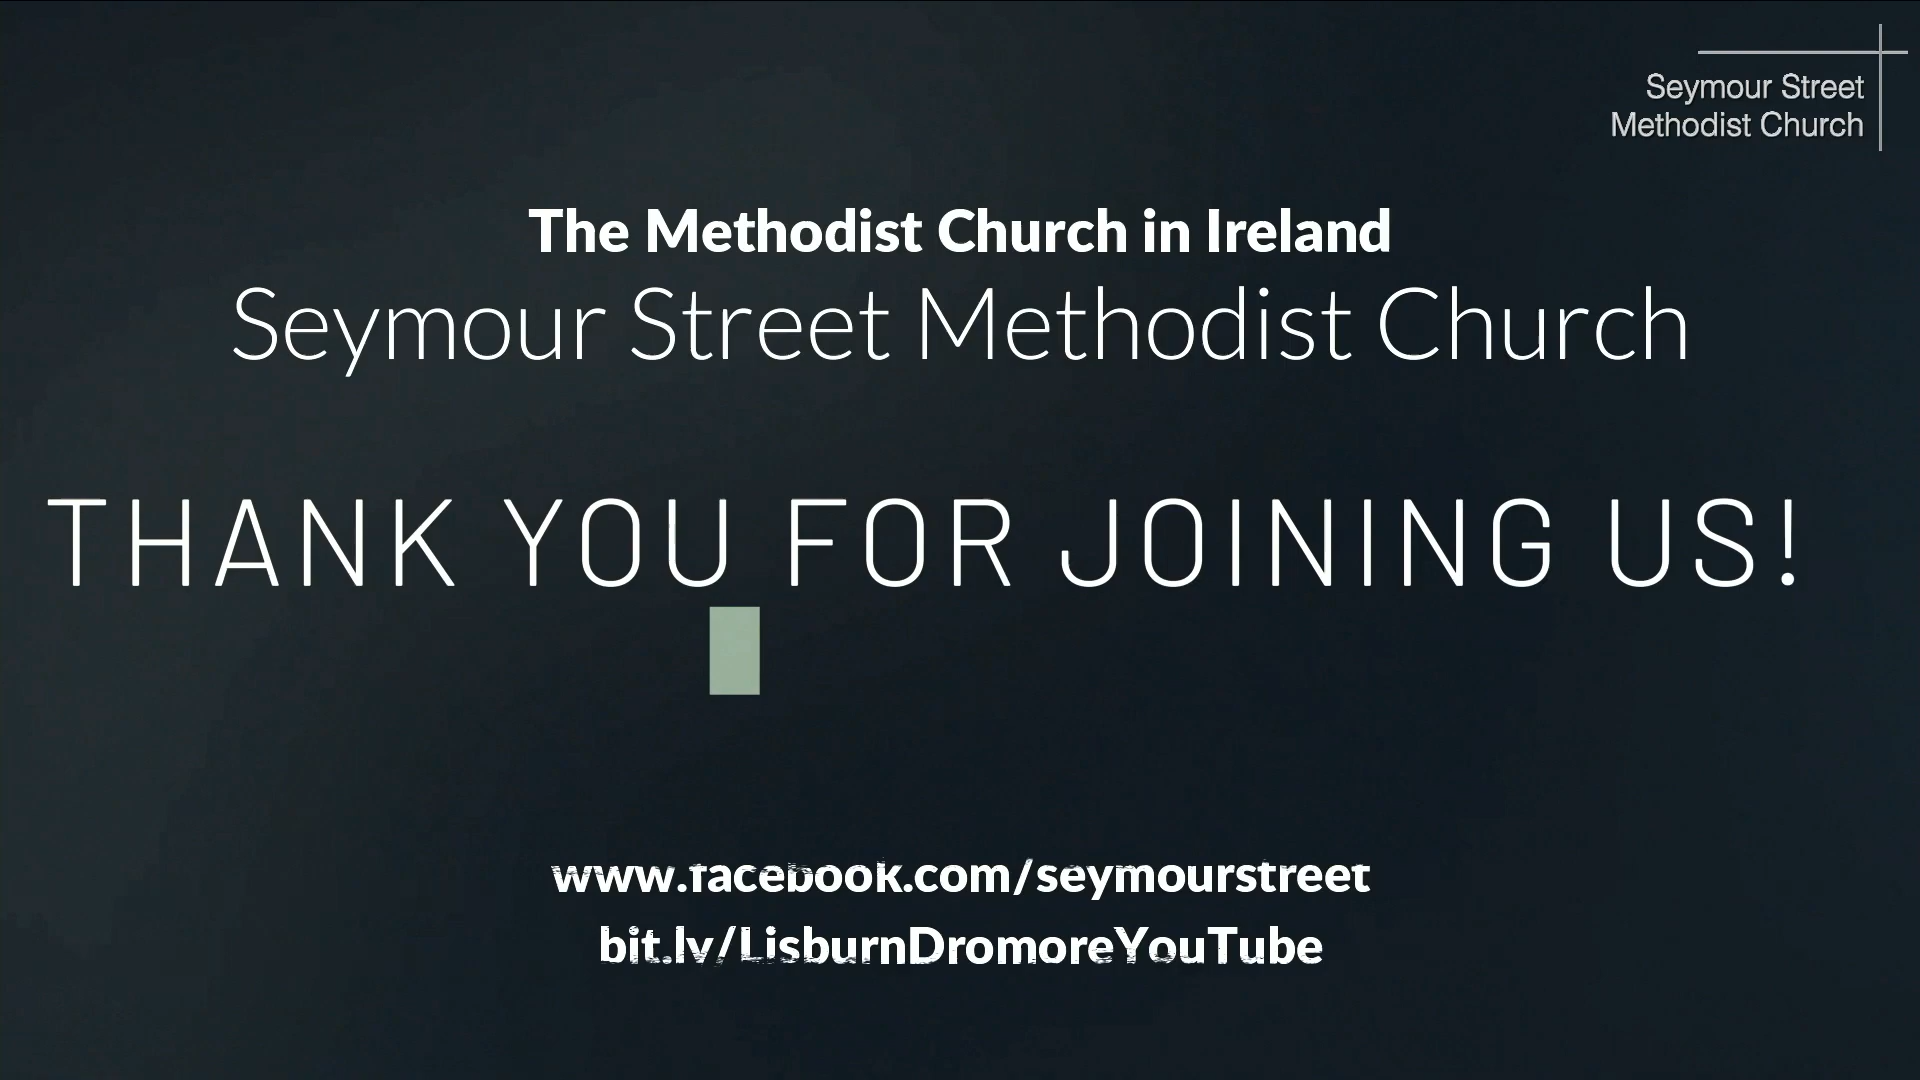 Seymour Street
Methodist Church
The Methodist Church in Ireland
Seymour Street Methodist Church
THANK YOU FOR JOINING US!
www.facebook.com/seymourstreet
bit.ly/LisburnDromoreYouTube